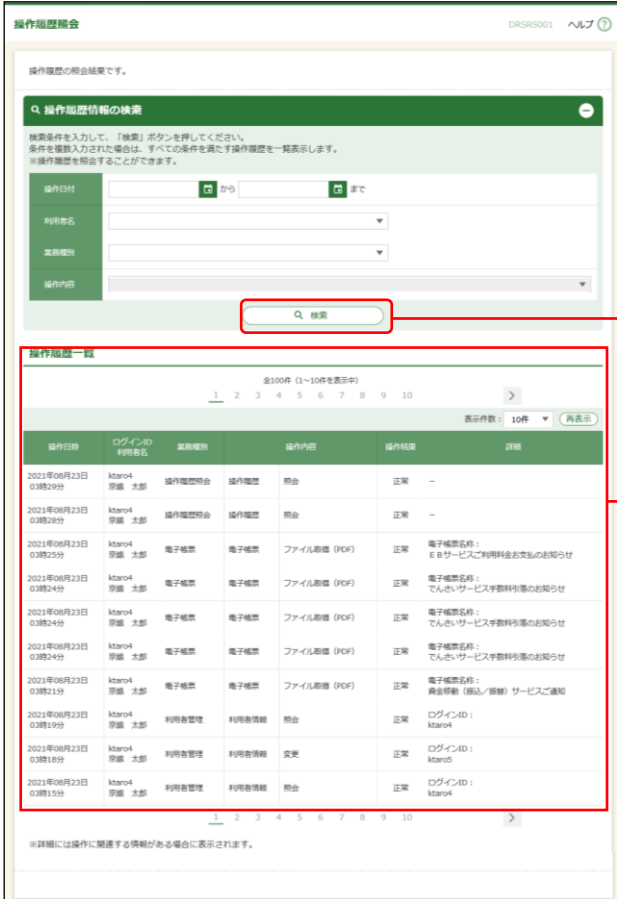 操作履歴照会 DRSRS001 ヘルプ ?
操作履歴の照会結果です。
操作履歴情報の検索
検索条件を入力して、「検索」ボタンを押してください。
条件を複数入力された場合は、すべての条件を満たす操作履歴を一覧表示します。
※操作履歴を照会することができます。
操作日付 から まで
利用者名
業務種別
操作内容
検索
操作履歴一覧
全100件（1～10件を表示中）
1 2 3 4 5 6 7 8 9 10 >
表示件数： 10件 再表示
操作日時 ログインID 利用者名 業務種別 操作内容 操作結果 詳細
2021年08月23日 ktaro4 操作履歴照会 操作履歴 照会 正常 －
03時29分 京銀 太郎
2021年08月23日 ktaro4 操作履歴照会 操作履歴 照会 正常 －
03時28分 京銀 太郎
2021年08月23日 ktaro4 電子帳票 電子帳票 ファイル取得（PDF） 正常 電子帳票名称：
03時25分 京銀 太郎 ＥＢサービスご利用料金お支払のお知らせ
2021年08月23日 ktaro4 電子帳票 電子帳票 ファイル取得（PDF） 正常 電子帳票名称：
03時24分 京銀 太郎 でんさいサービス手数料引落のお知らせ
2021年08月23日 ktaro4 電子帳票 電子帳票 ファイル取得（PDF） 正常 電子帳票名称：
03時24分 京銀 太郎 でんさいサービス手数料引落のお知らせ
2021年08月23日 ktaro4 電子帳票 電子帳票 ファイル取得（PDF） 正常 電子帳票名称：
03時24分 京銀 太郎 でんさいサービス手数料引落のお知らせ
2021年08月23日 ktaro4 電子帳票 電子帳票 ファイル取得（PDF） 正常 電子帳票名称：
03時21分 京銀 太郎 資金移動（振込／振替）サービスご通知
2021年08月23日 ktaro4 利用者管理 利用者情報 照会 正常 ログインID：
03時19分 京銀 太郎 ktaro4
2021年08月23日 ktaro4 利用者管理 利用者情報 変更 正常 ログインID：
03時18分 京銀 太郎 ktaro5
2021年08月23日 ktaro4 利用者管理 利用者情報 照会 正常 ログインID：
03時15分 京銀 太郎 ktaro4
1 2 3 4 5 6 7 8 9 10 >
※詳細には操作に関連する情報がある場合に表示されます。